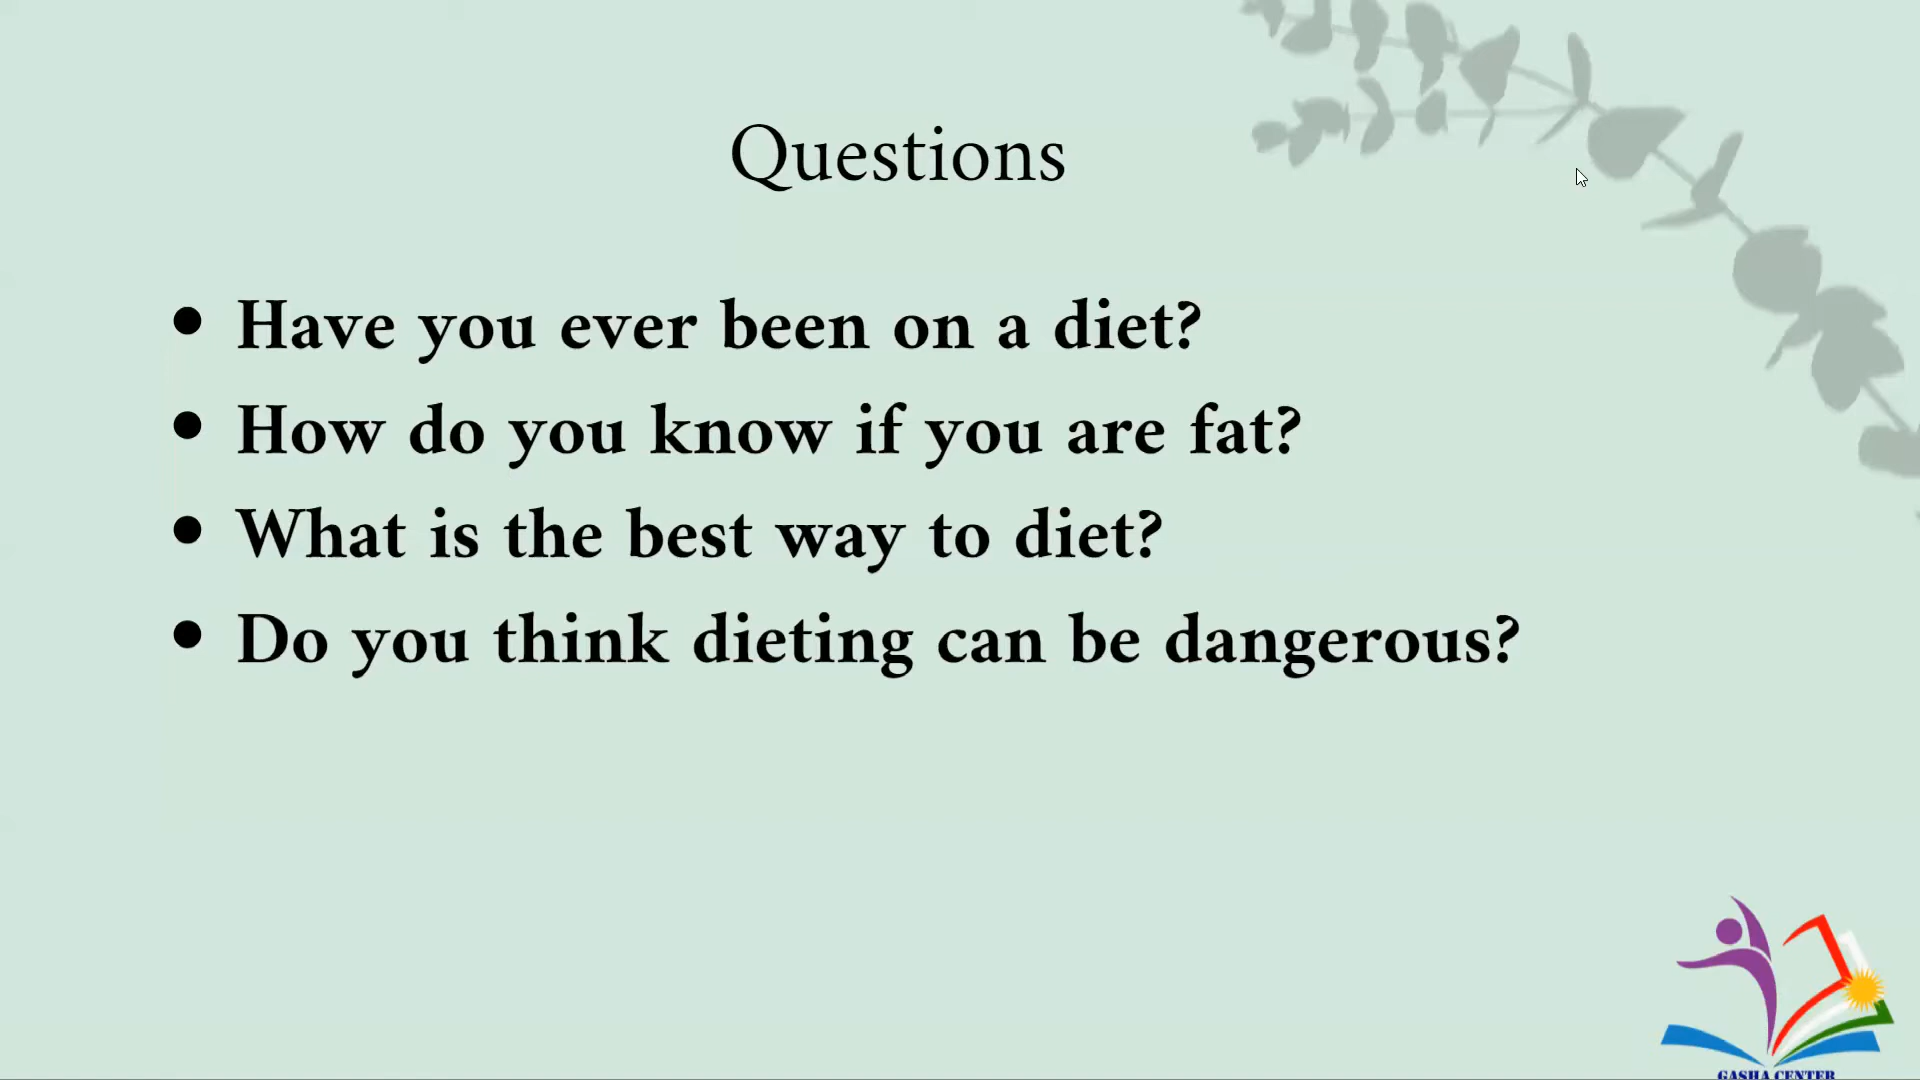 Questions
• Have you ever been on a diet?
• How do you know if you are fat?
• What is the best way to diet?
• Do you think dieting can be dangerous?
GASHA CENTER